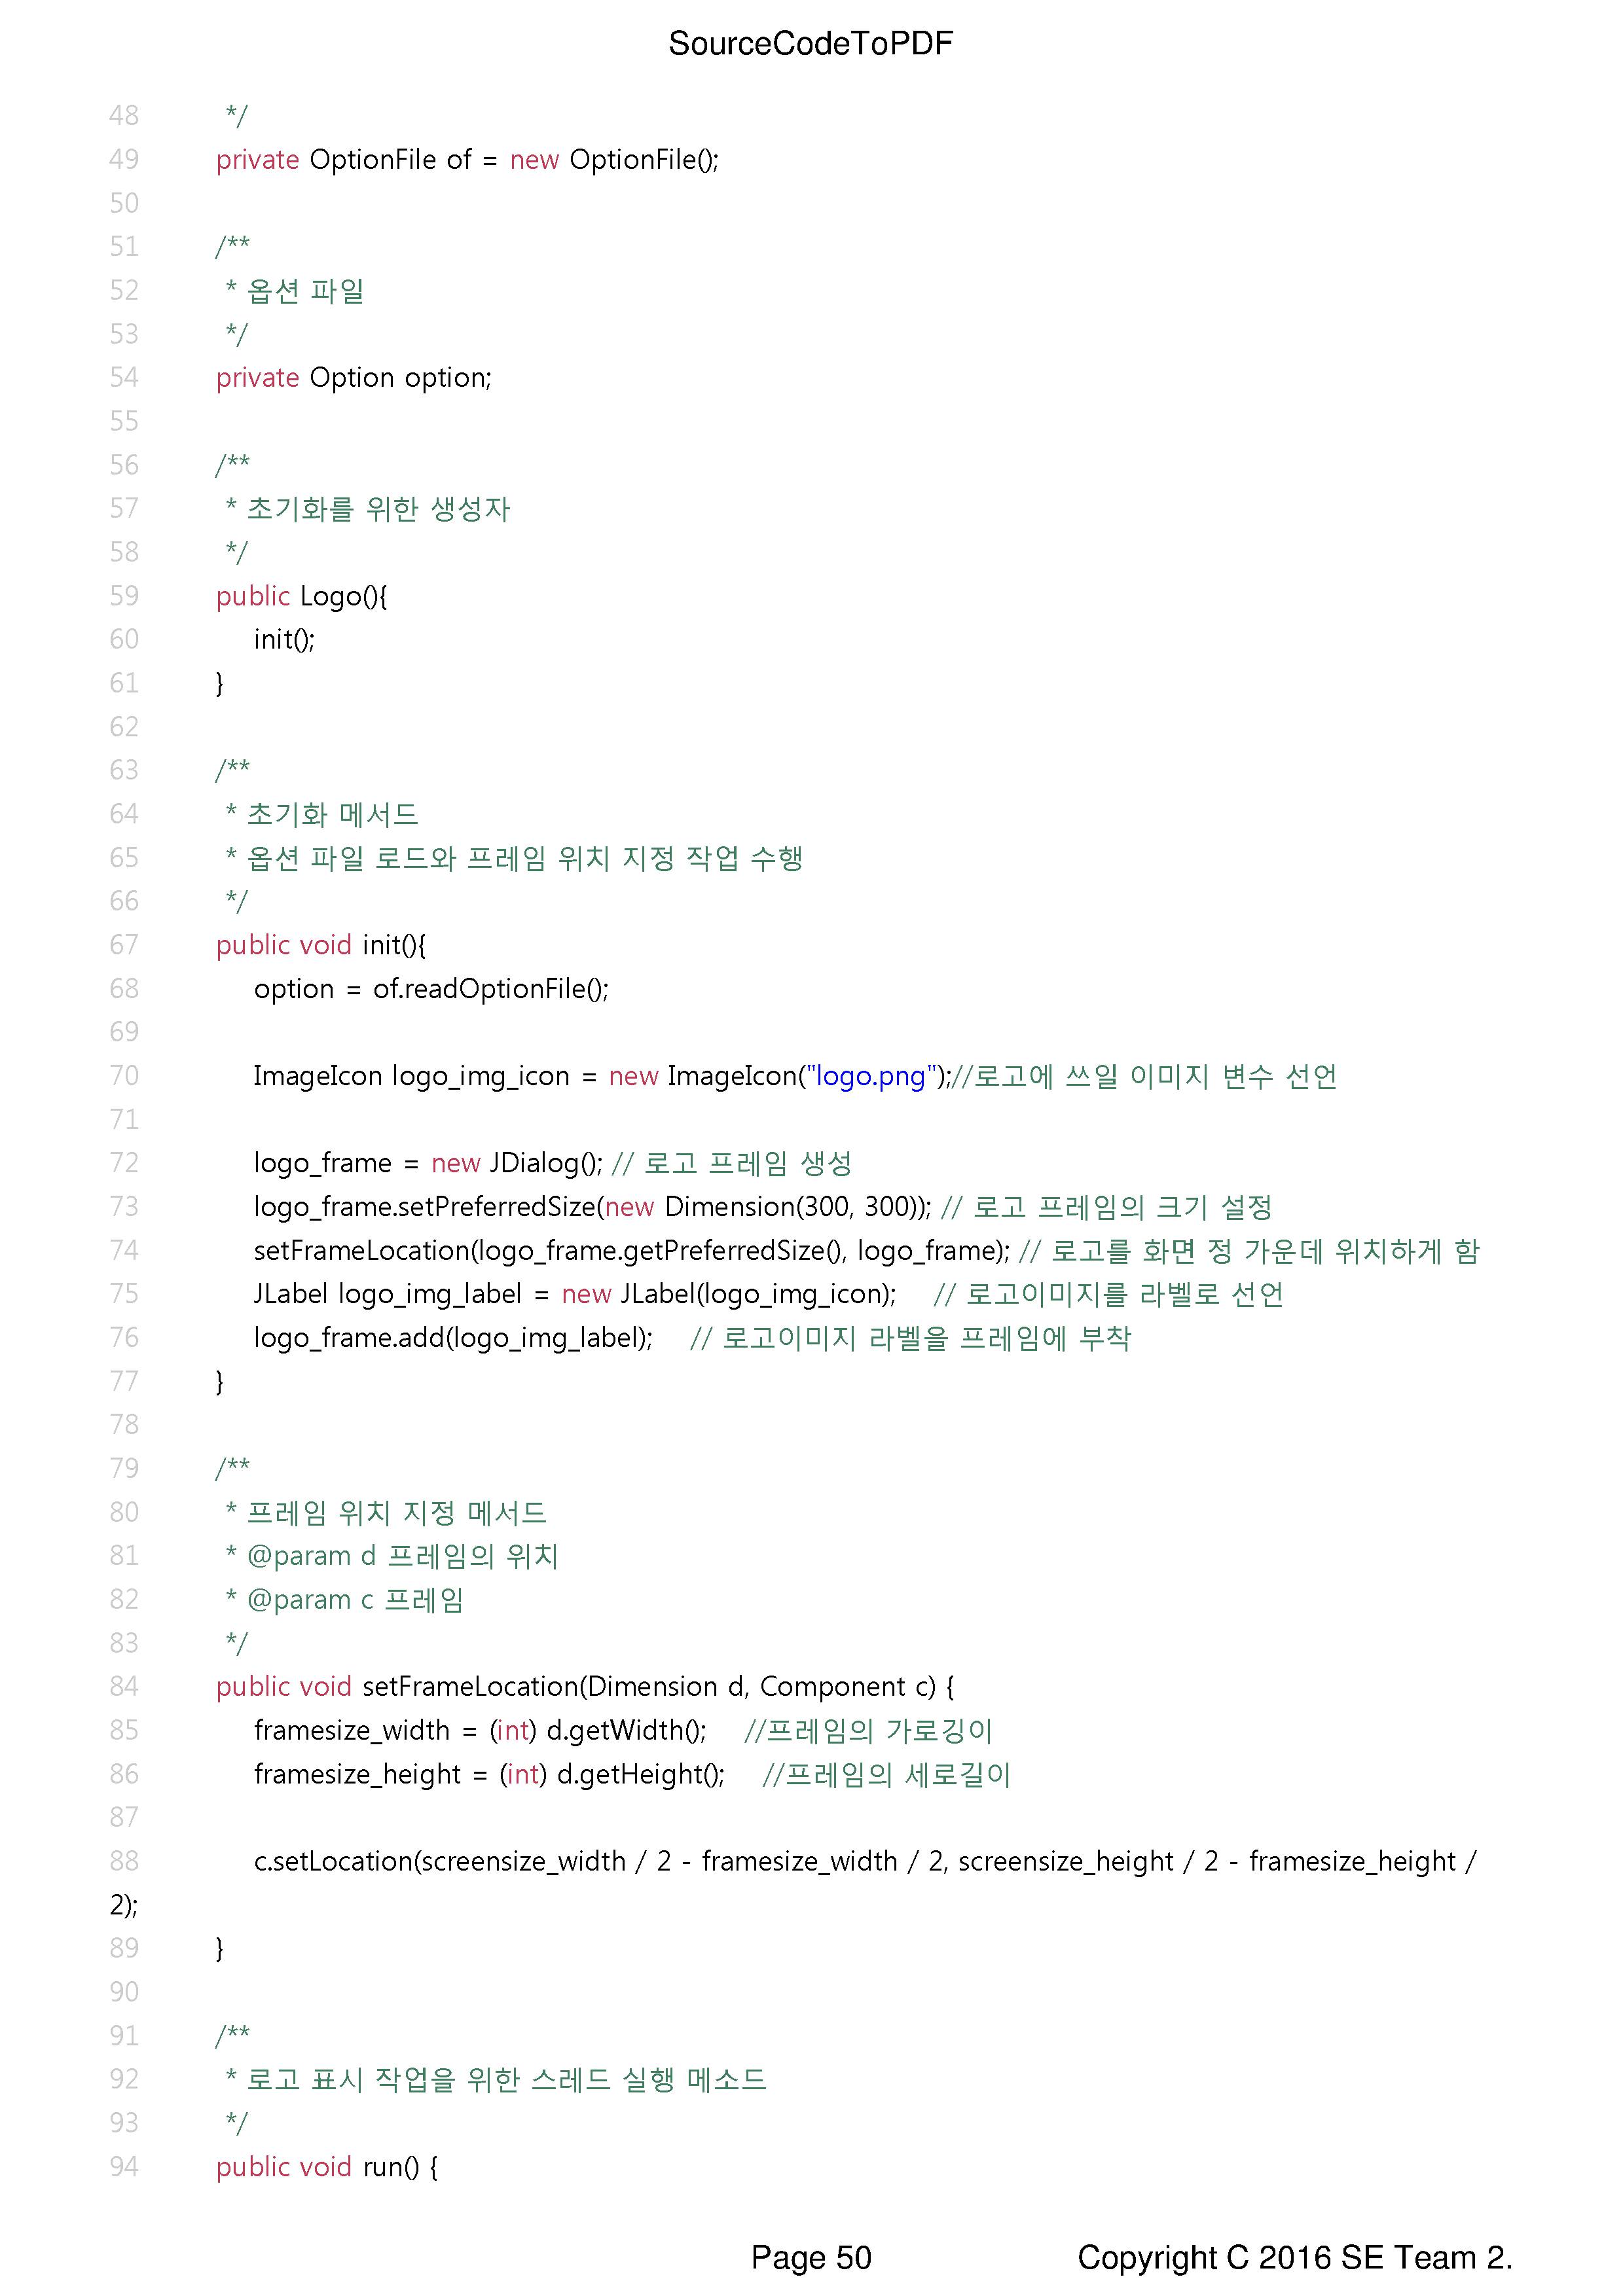 SourceCodeToPDF
48 */
49 private OptionFile of = new OptionFile();
50
51 /**
52 * 옵션 파일
53 */
54 private Option option;
55
56 /**
57 * 초기화를 위한 생성자
58 */
59 public Logo(){
60 init();
61 }
62
63 /**
64 * 초기화 메서드
65 * 옵션 파일 로드와 프레임 위치 지정 작업 수행
66 */
67 public void init(){
68 option = of.readOptionFile();
69
70 ImageIcon logo_img_icon = new ImageIcon("logo.png");//로고에 쓰일 이미지 변수 선언
71
72 logo_frame = new JDialog(); // 로고 프레임 생성
73 logo_frame.setPreferredSize(new Dimension(300, 300)); // 로고 프레임의 크기 설정
74 setFrameLocation(logo_frame.getPreferredSize(), logo_frame); // 로고를 화면 정 가운데 위치하게 함
75 JLabel logo_img_label = new JLabel(logo_img_icon); // 로고이미지를 라벨로 선언
76 logo_frame.add(logo_img_label); // 로고이미지 라벨을 프레임에 부착
77 }
78
79 /**
80 * 프레임 위치 지정 메서드
81 * @param d 프레임의 위치
82 * @param c 프레임
83 */
84 public void setFrameLocation(Dimension d, Component c) {
85 framesize_width = (int) d.getWidth(); //프레임의 가로깅이
86 framesize_height = (int) d.getHeight(); //프레임의 세로길이
87
88 c.setLocation(screensize_width / 2 - framesize_width / 2, screensize_height / 2 - framesize_height /
2);
89 }
90
91 /**
92 * 로고 표시 작업을 위한 스레드 실행 메소드
93 */
94 public void run() {
Page 50 Copyright C 2016 SE Team 2.